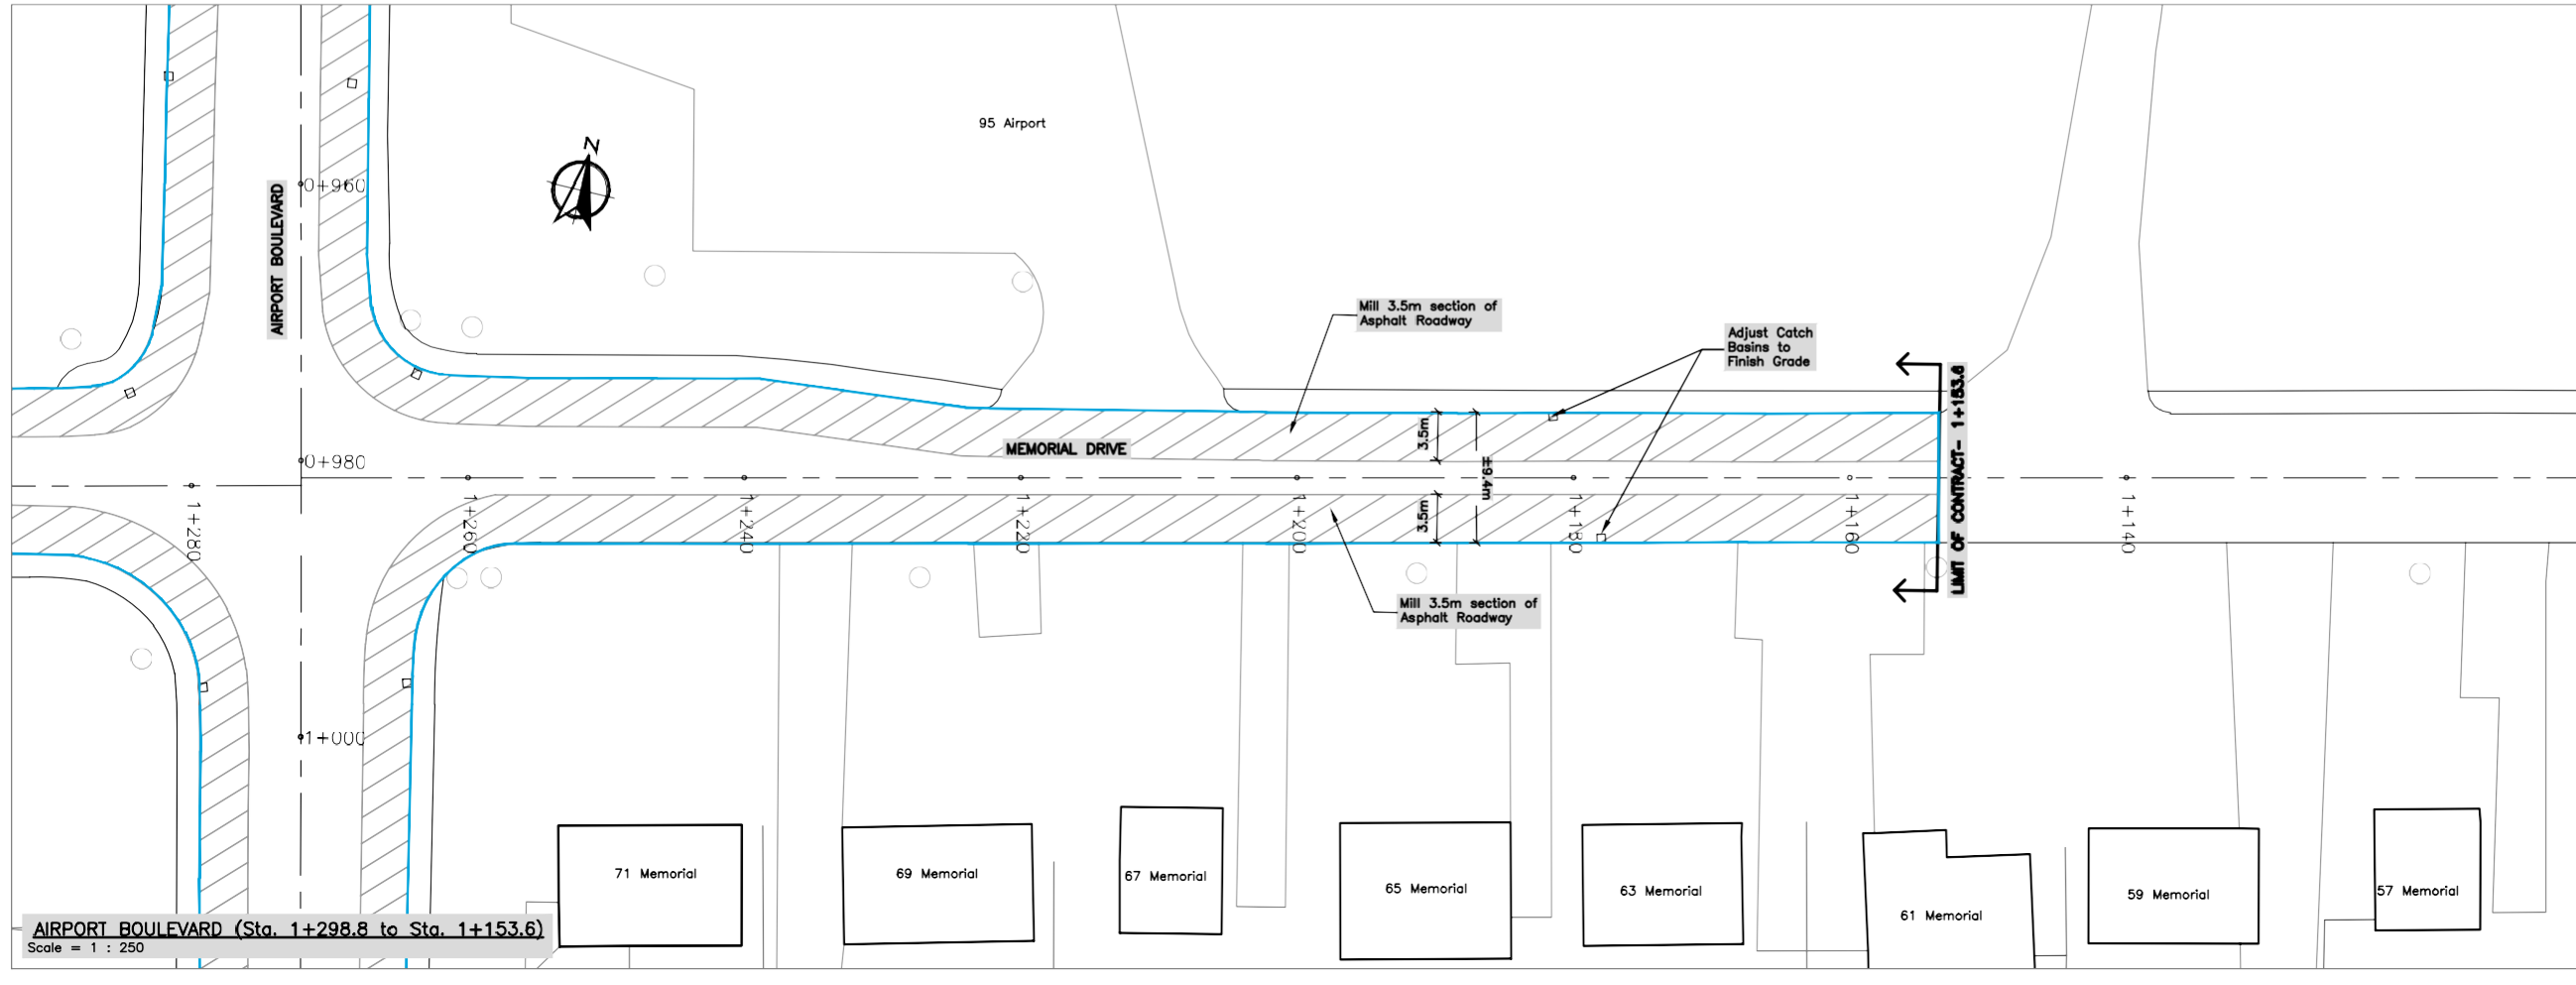 N
95 Airport
AIRPORT BOULEVARD
0+960
Mill 3.5m section of
Asphalt Roadway
Adjust Catch
Basins to
Finish Grade
LIMIT OF CONTRACT- 1+153.6
MEMORIAL DRIVE
3.5m
±9.4m
3.5m
0+980
1+280
1+260
1+240
1+220
1+200
1+180
1+160
1+140
Mill 3.5m section of
Asphalt Roadway
1+000
71 Memorial
69 Memorial
67 Memorial
65 Memorial
63 Memorial
61 Memorial
59 Memorial
57 Memorial
AIRPORT BOULEVARD (Sta. 1+298.8 to Sta. 1+153.6)
Scale = 1 : 250